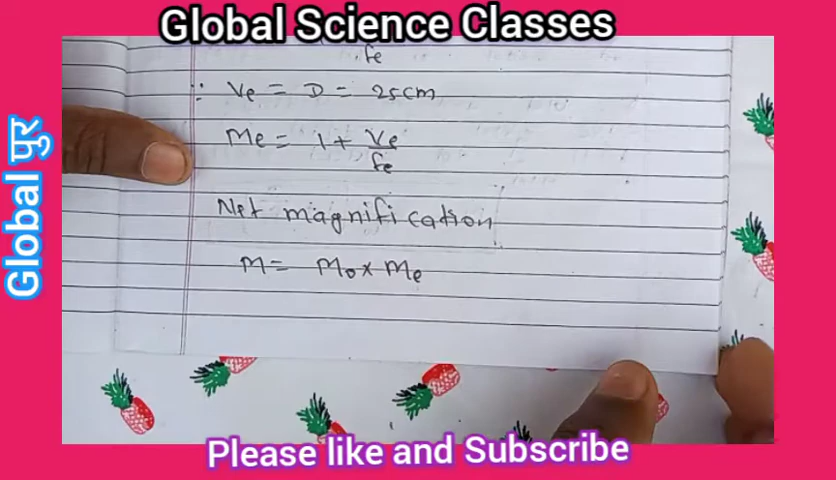 Global Science Classes
Global पुर
fe
∵ Ve = D = 25cm
Me = 1 + Ve/fe
Net magnification
M = Mo × Me
Please like and Subscribe